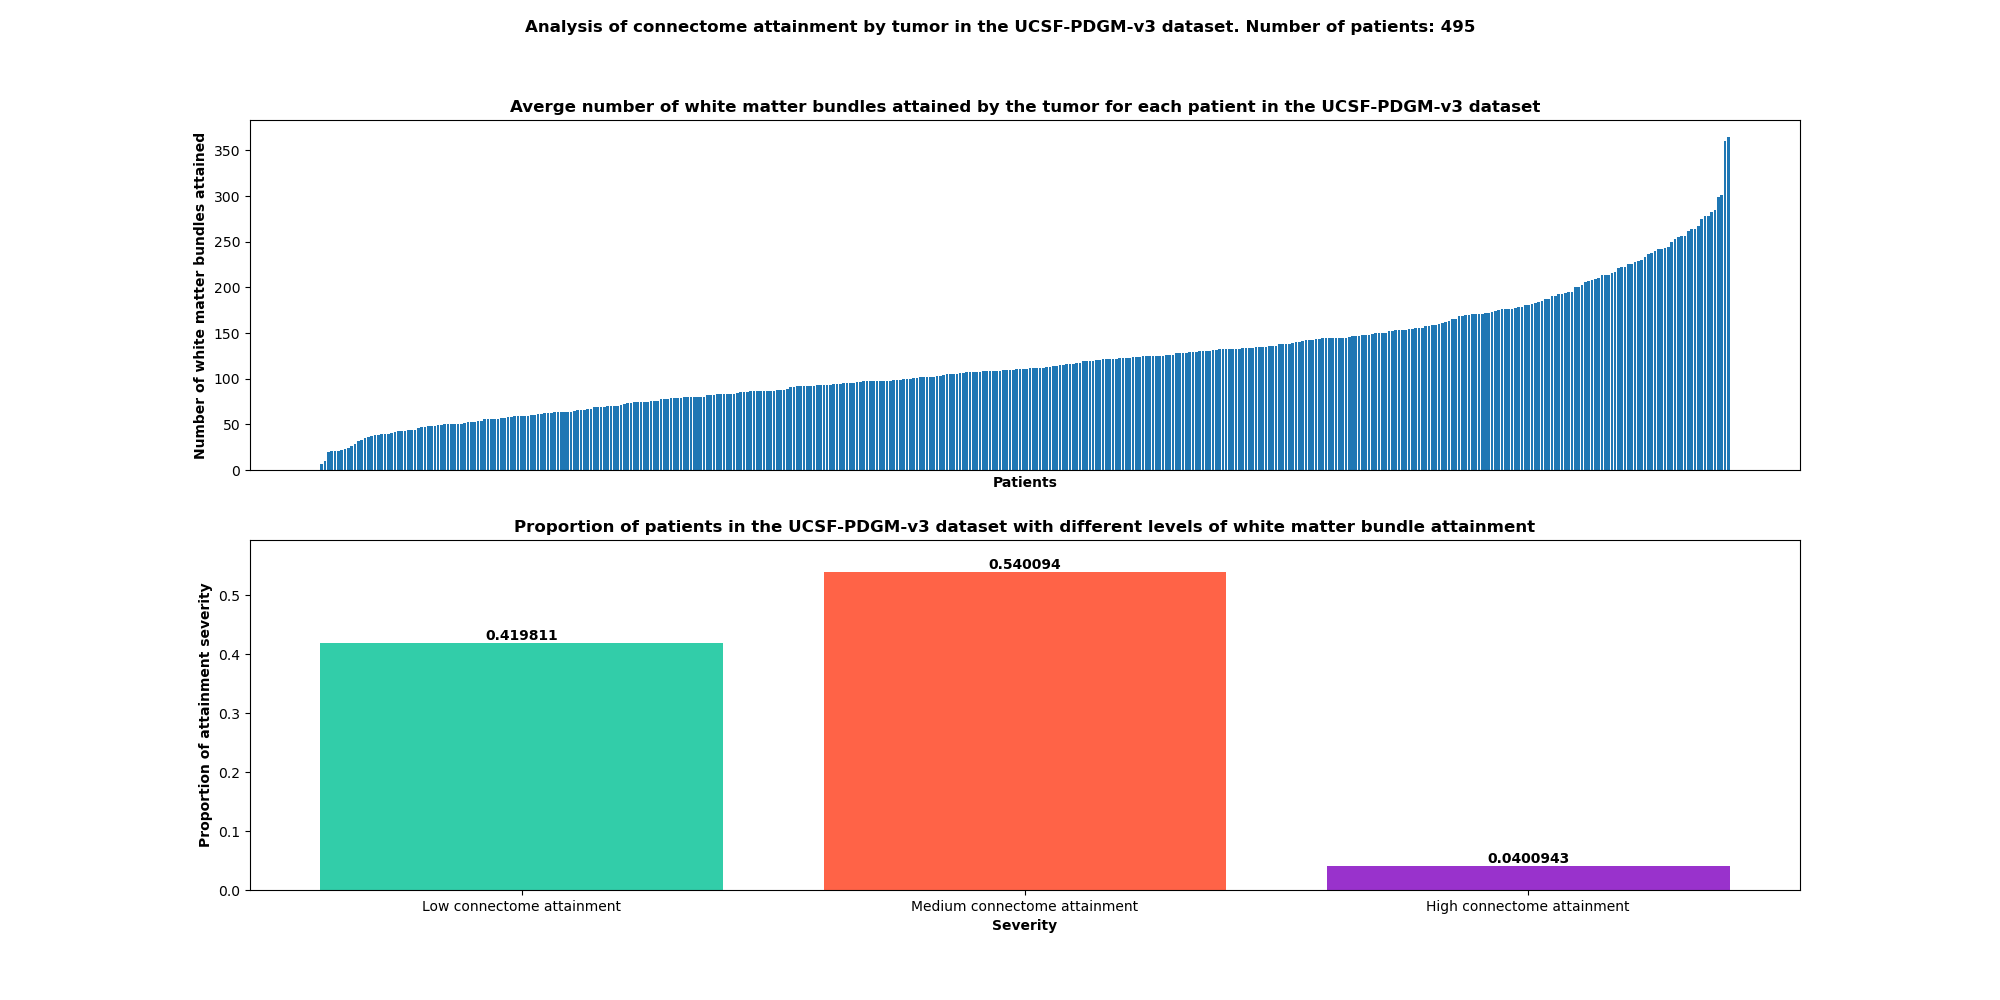 Analysis of connectome attainment by tumor in the UCSF-PDGM-v3 dataset. Number of patients: 495
Averge number of white matter bundles attained by the tumor for each patient in the UCSF-PDGM-v3 dataset
Number of white matter bundles attained
350
300
250
200
150
100
50
0
Patients
Proportion of patients in the UCSF-PDGM-v3 dataset with different levels of white matter bundle attainment
Proportion of attainment severity
0.5
0.4
0.3
0.2
0.1
0.0
0.419811
0.540094
0.0400943
Low connectome attainment
Medium connectome attainment
High connectome attainment
Severity